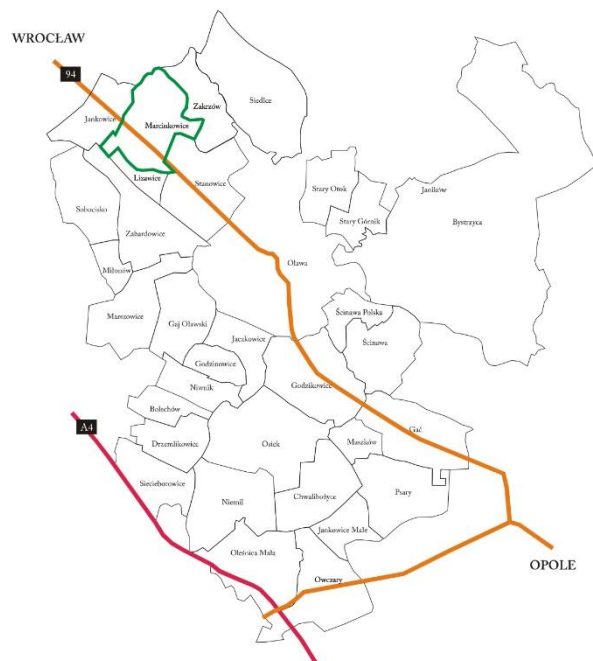 WROCŁAW
94
Siedlce
Zakrzów
Jankowice
Marcinkowice
Lizawice
Stanowice
Stary Otok
Janików
Sobocisko
Stary Górnik
Bystrzyca
Zabardowice
Oława
Miłonów
Ścinawa Polska
Marszowice
Gaj Oławski
Jaczkowice
Ścinawa
Godzinowice
Niwnik
Godzikowice
Bolechów
A4
Gać
Drzemlikowice
Osiek
Maszków
Siecieborowice
Niemil
Chwalibożyce
Psary
Jankowice Małe
Oleśnica Mała
OPOLE
Owczary